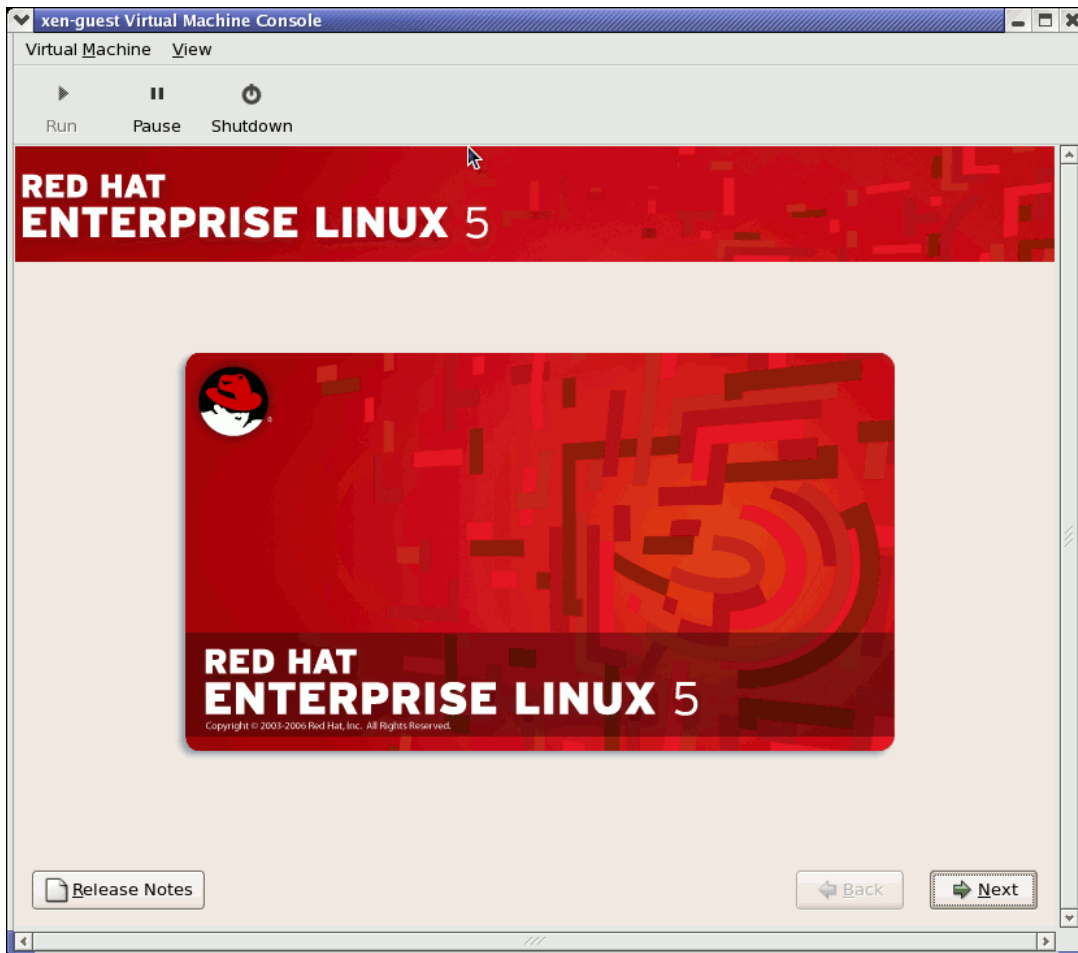 xen-guest Virtual Machine Console
Virtual Machine View
Run Pause Shutdown
RED HAT
ENTERPRISE LINUX 5
RED HAT
ENTERPRISE LINUX 5
Copyright © 2003-2006 Red Hat, Inc. All Rights Reserved.
Release Notes Back Next